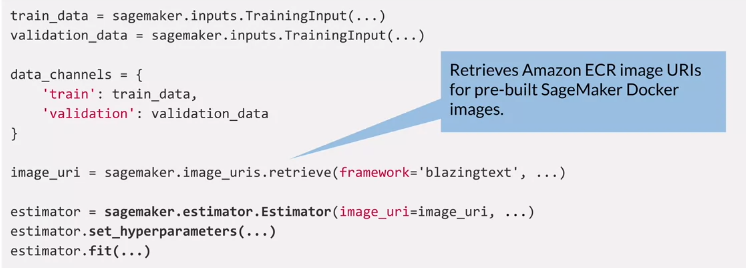 train_data = sagemaker.inputs.TrainingInput(...)
validation_data = sagemaker.inputs.TrainingInput(...)
data_channels = {
    'train': train_data,
    'validation': validation_data
}
Retrieves Amazon ECR image URIs
for pre-built SageMaker Docker
images.
image_uri = sagemaker.image_uris.retrieve(framework='blazingtext', ...)
estimator = sagemaker.estimator.Estimator(image_uri=image_uri, ...)
estimator.set_hyperparameters(...)
estimator.fit(...)